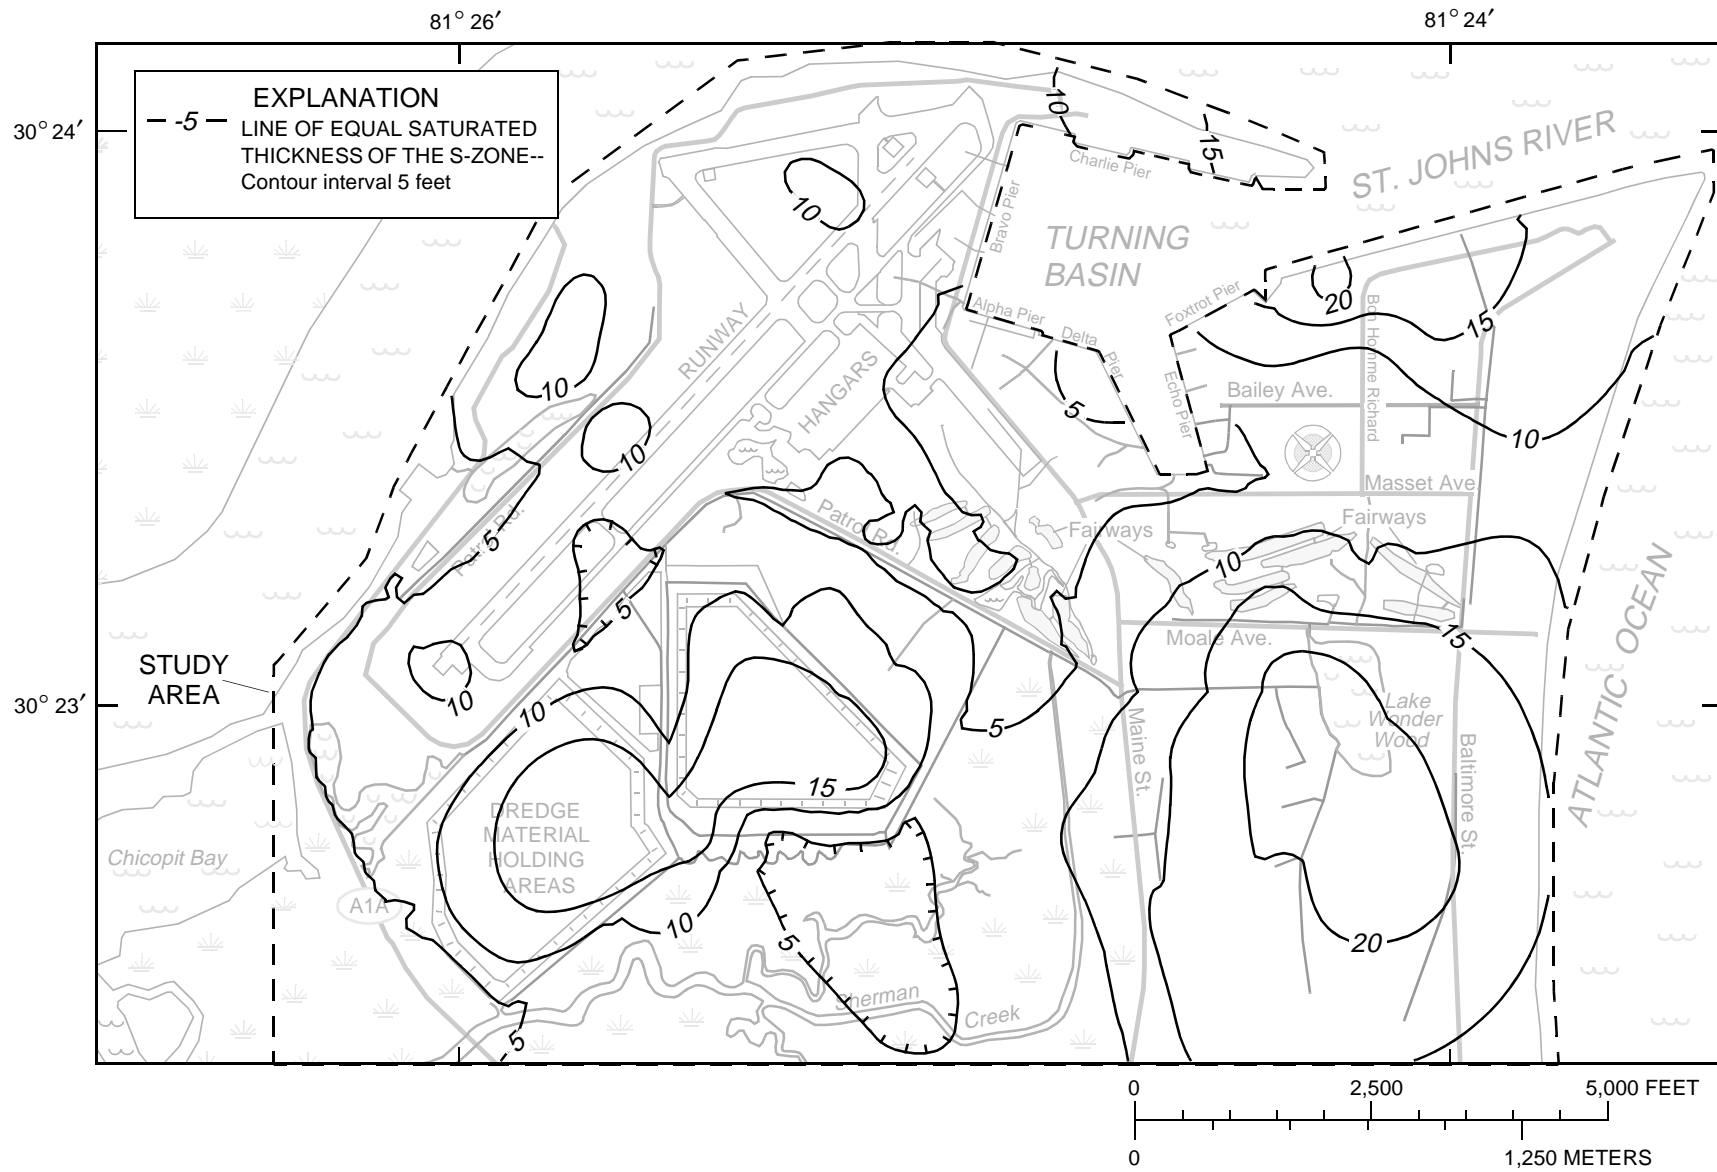 81° 26′
81° 24′
30° 24′
30° 23′
EXPLANATION
-5
LINE OF EQUAL SATURATED
THICKNESS OF THE S-ZONE--
Contour interval 5 feet
10
15
Charlie Pier
ST. JOHNS RIVER
10
Bravo Pier
TURNING
BASIN
Alpha Pier
Delta
Pier
Foxtrot Pier
Echo Pier
20
15
Bon Homme Richard
RUNWAY
HANGARS
10
5
Bailey Ave.
10
10
Masset Ave.
Patrol Rd.
5
Patrol Rd.
Fairways
Fairways
10
5
15
Moale Ave.
STUDY
AREA
10
10
5
Lake
Wonder
Wood
Maine St.
Baltimore St.
ATLANTIC OCEAN
15
DREDGE
MATERIAL
HOLDING
AREAS
Chicopit Bay
A1A
10
5
20
Sherman
Creek
5
0
2,500
5,000 FEET
0
1,250 METERS